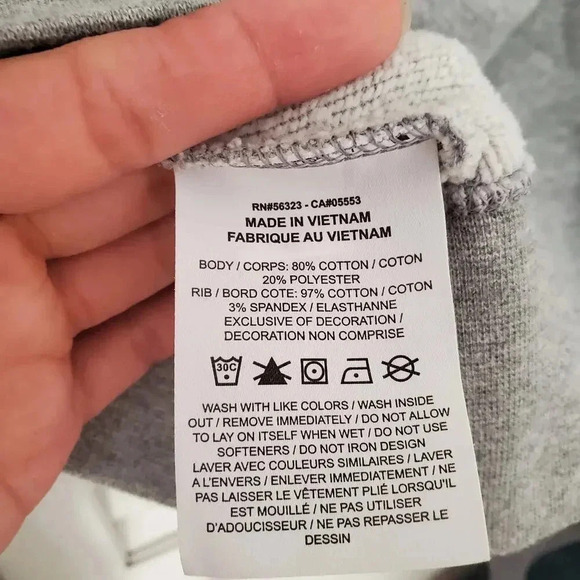 RN#56323 - CA#05553
MADE IN VIETNAM
FABRIQUE AU VIETNAM
BODY / CORPS: 80% COTTON / COTON
20% POLYESTER
RIB / BORD COTE: 97% COTTON / COTON
3% SPANDEX / ELASTHANNE
EXCLUSIVE OF DECORATION /
DECORATION NON COMPRISE
30C
WASH WITH LIKE COLORS / WASH INSIDE
OUT / REMOVE IMMEDIATELY / DO NOT ALLOW
TO LAY ON ITSELF WHEN WET / DO NOT USE
SOFTENERS / DO NOT IRON DESIGN
LAVER AVEC COULEURS SIMILAIRES / LAVER
A L'ENVERS / ENLEVER IMMEDIATEMENT / NE
PAS LAISSER LE VÊTEMENT PLIÉ LORSQU'IL
EST MOUILLÉ / NE PAS UTILISER
D'ADOUCISSEUR / NE PAS REPASSER LE
DESSIN